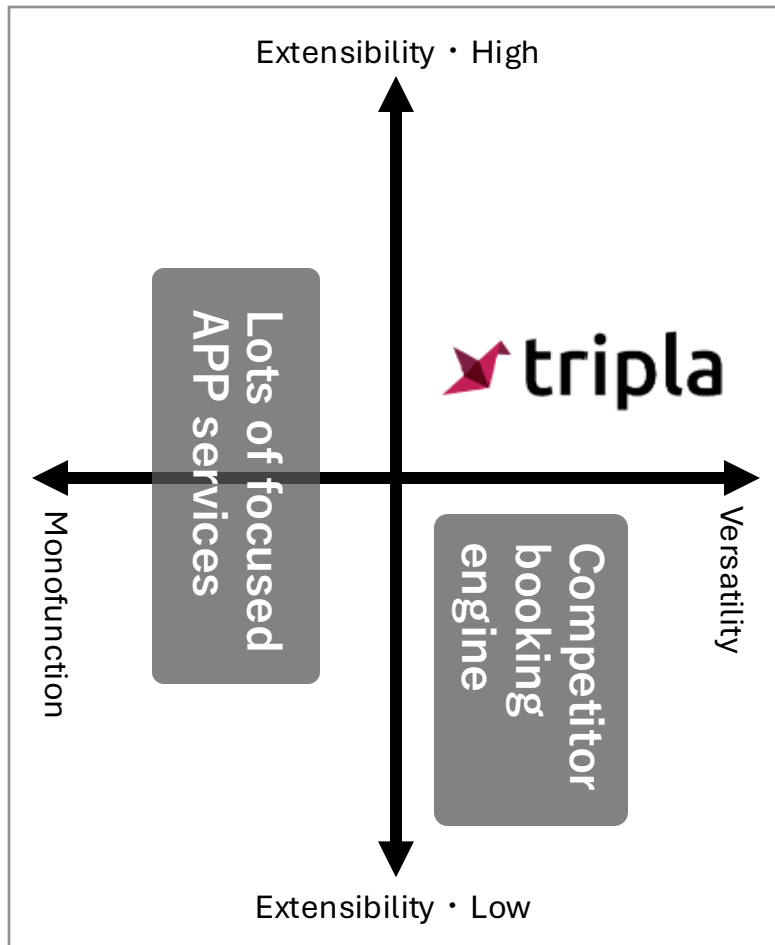 Extensibility・High
Lots of focused
APP services
tripla
Monofunction
Versatility
Competitor
booking
engine
Extensibility・Low